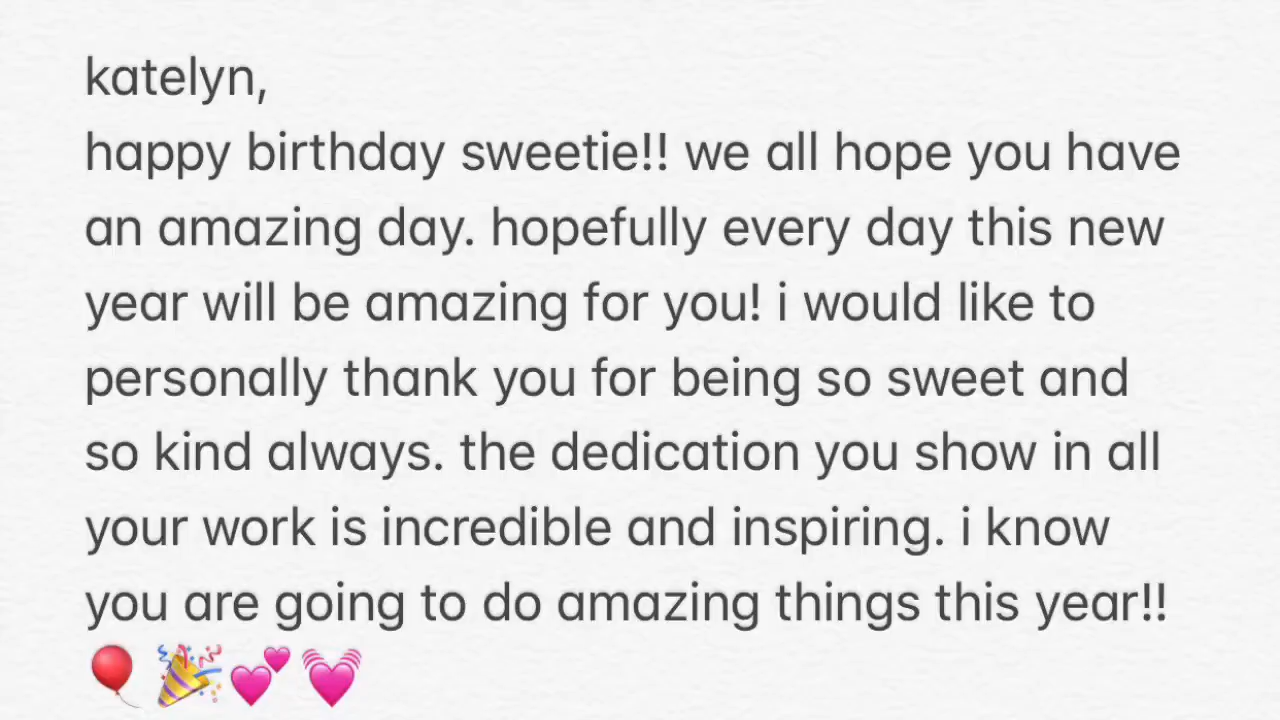 katelyn,
happy birthday sweetie!! we all hope you have
an amazing day. hopefully every day this new
year will be amazing for you! i would like to
personally thank you for being so sweet and
so kind always. the dedication you show in all
your work is incredible and inspiring. i know
you are going to do amazing things this year!!
🎈🎉💕💓